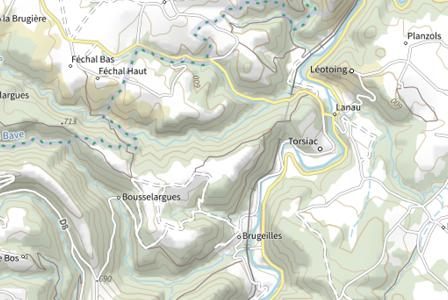 la Brugière
Planzols
Féchal Bas
Féchal Haut
Léotoing
600
600
largues
Lanau
713
Bave
Torsiac
Bousselargues
D8
Brugeilles
e Bos
690